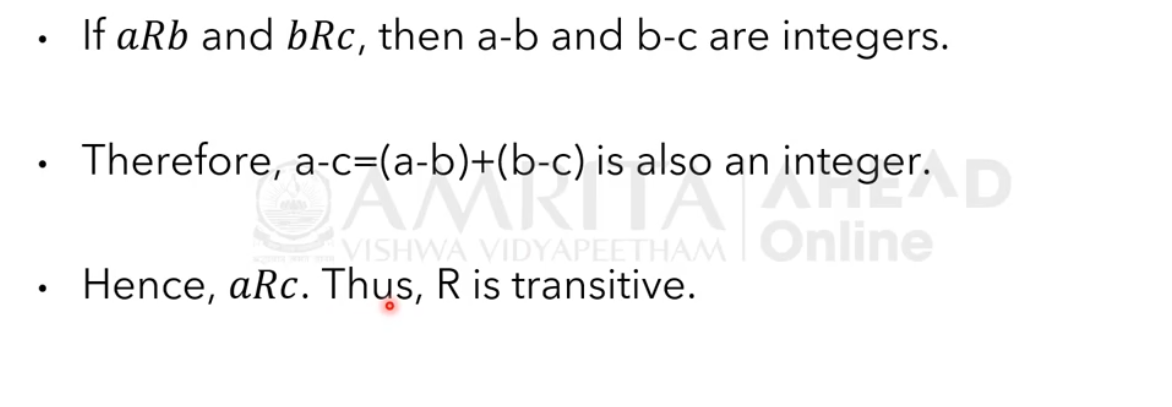 • If aRb and bRc, then a-b and b-c are integers.
• Therefore, a-c=(a-b)+(b-c) is also an integer.
AMRITA AHEAD
VISHWA VIDYAPEETHAM Online
• Hence, aRc. Thus, R is transitive.